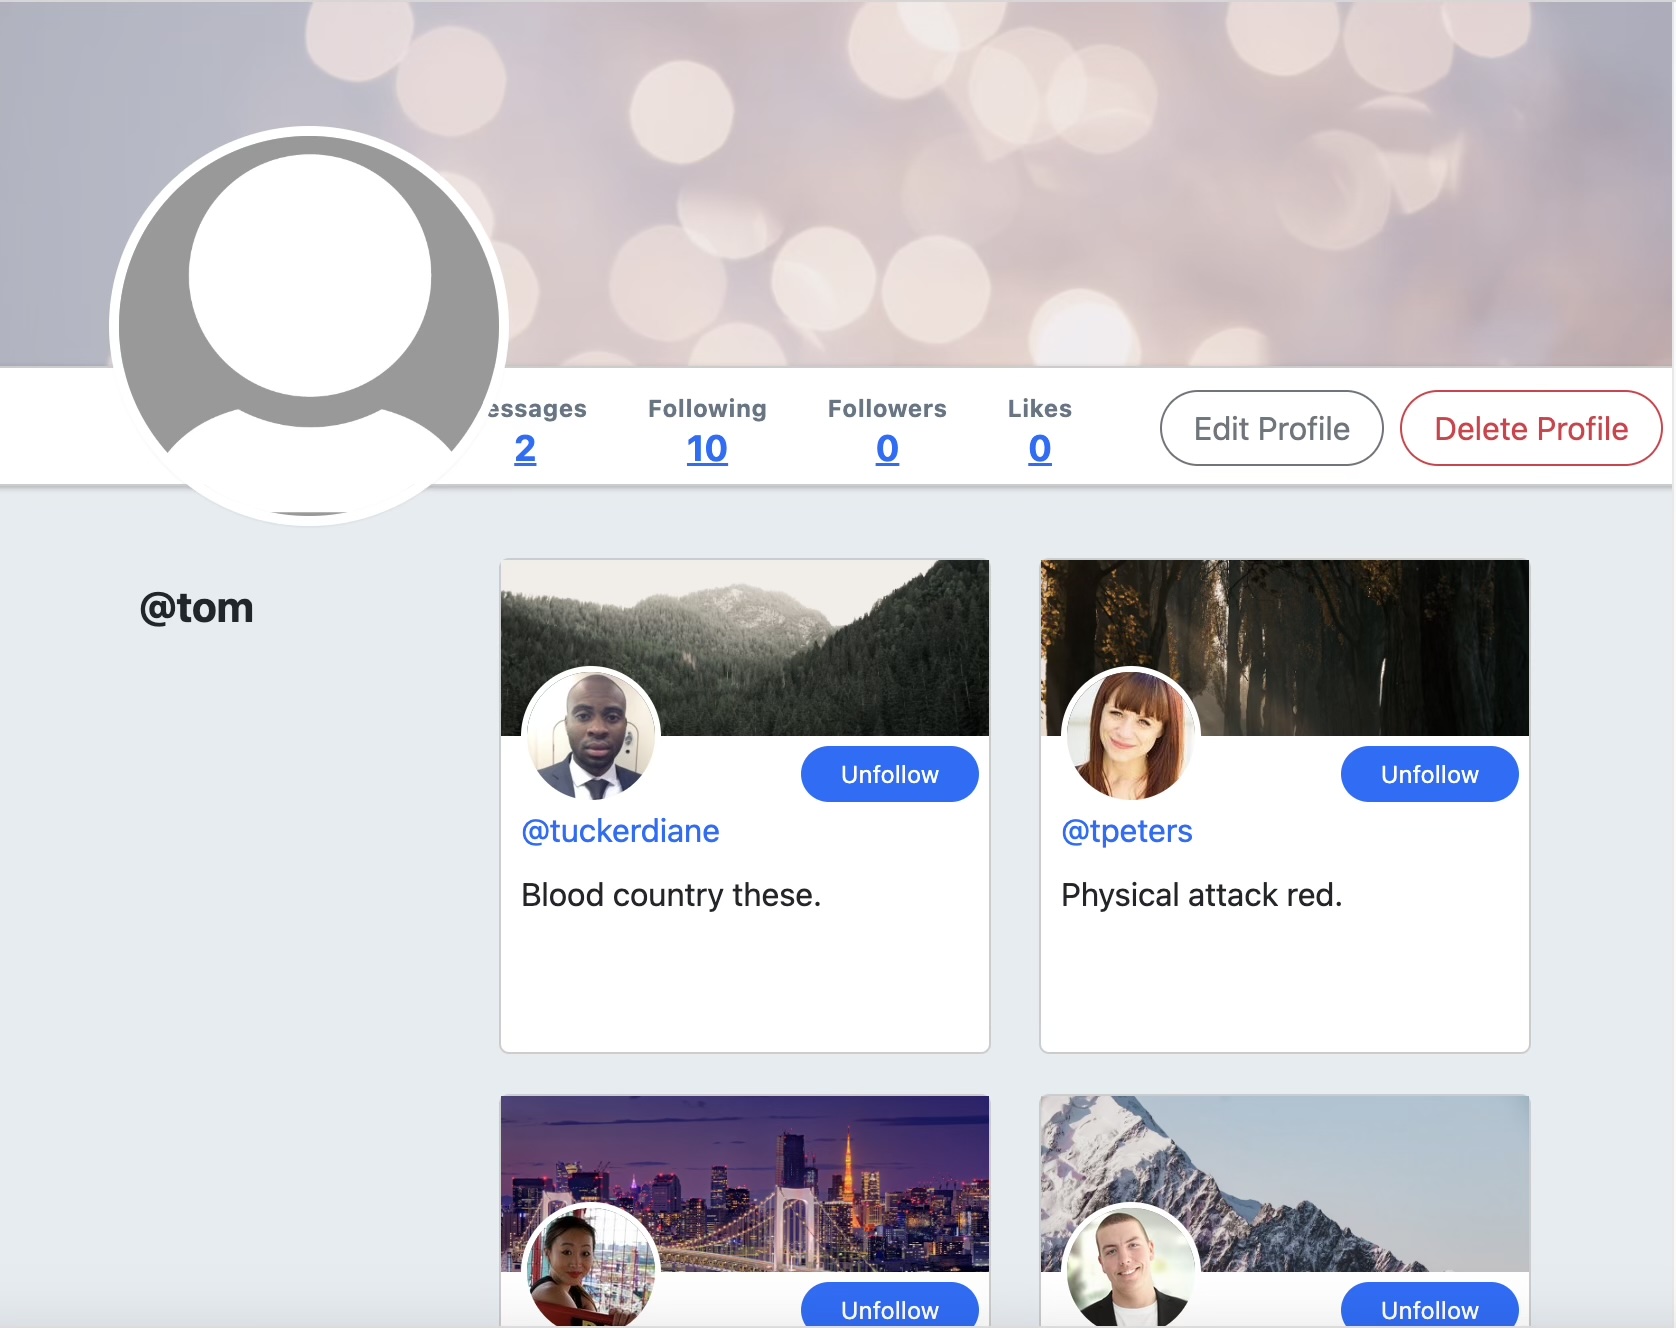 essages Following Followers Likes
2 10 0 0
Edit Profile Delete Profile
@tom
Unfollow Unfollow
@tuckerdiane @tpeters
Blood country these. Physical attack red.
Unfollow Unfollow